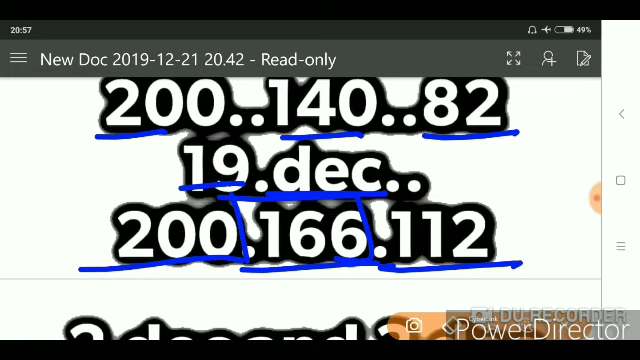 20:57 49%
New Doc 2019-12-21 20.42 - Read-only
200..140..82
19.dec..
200.166.112
DU RECORDER
CyberLink
PowerDirector